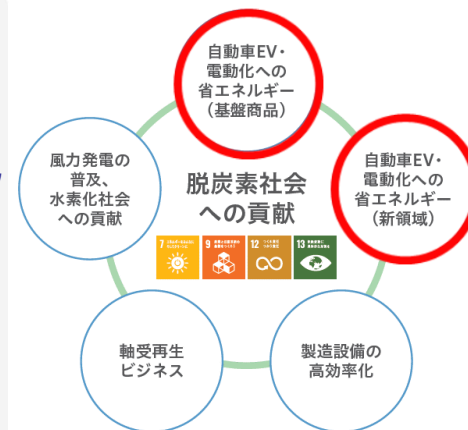 自動車EV・
電動化への
省エネルギー
（基盤商品）
自動車EV・
電動化への
省エネルギー
（新領域）
風力発電の
普及、
水素化社会
への貢献
脱炭素社会
への貢献
7
9
12
13
軸受再生
ビジネス
製造設備の
高効率化